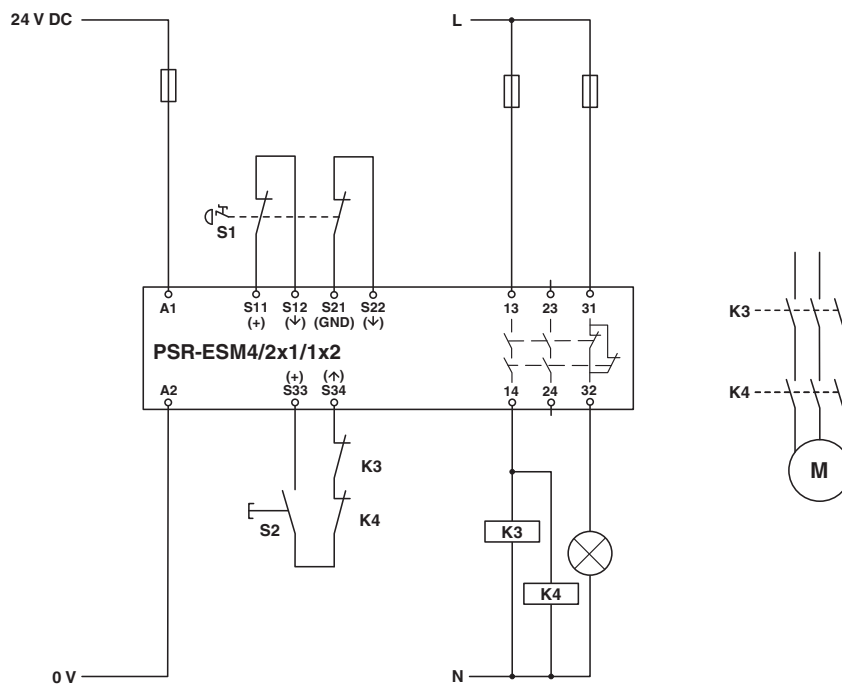 24 V DC
L
S1
A1
S11
(+)
S12
(↓)
S21
(GND)
S22
(↓)
13
23
31
PSR-ESM4/2x1/1x2
A2
(+)
S33
(↑)
S34
14
24
32
K3
K4
M
K3
K4
S2
K3
K4
0 V
N